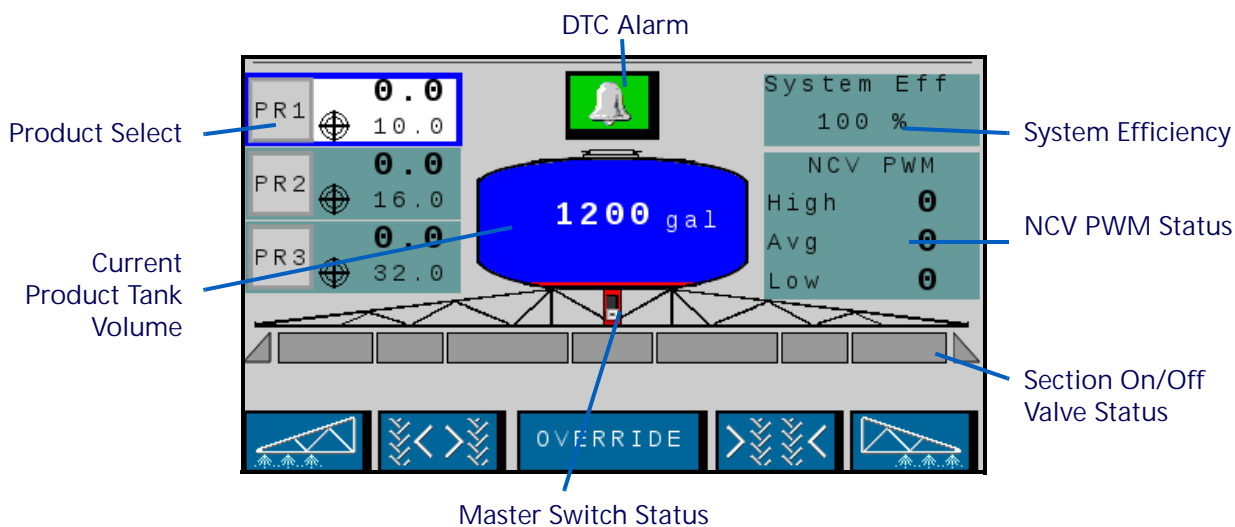 DTC Alarm
Product Select
Current
Product Tank
Volume
PR1
0.0
10.0
PR2
0.0
16.0
PR3
0.0
32.0
1200 gal
System Eff
100 %
NCV PWM
High 0
Avg 0
Low 0
System Efficiency
NCV PWM Status
Section On/Off
Valve Status
OVERRIDE
Master Switch Status